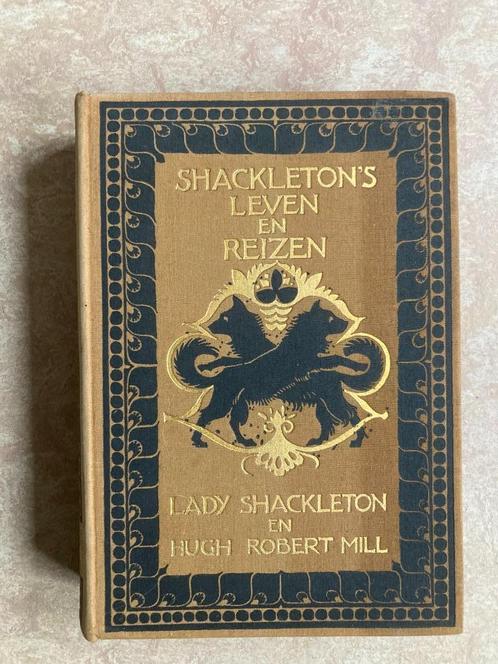 SHACKLETON'S
LEVEN
EN
REIZEN
LADY SHACKLETON
EN
HUGH ROBERT MILL